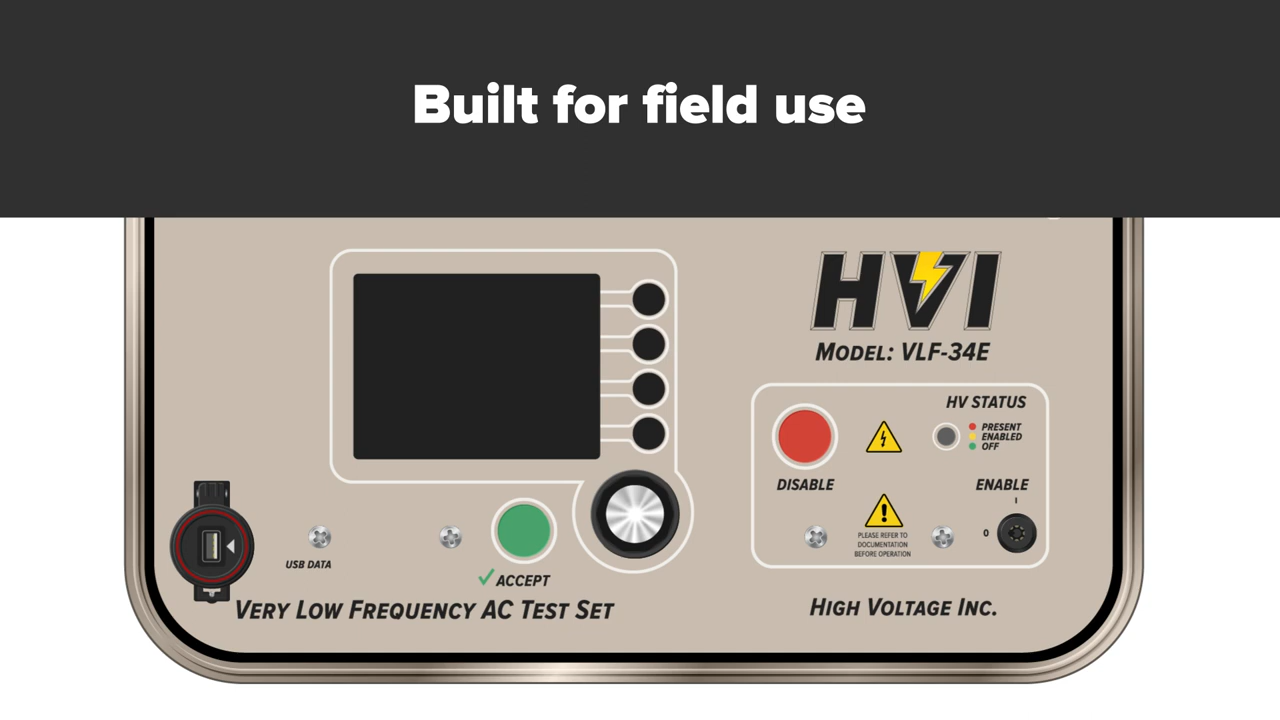 Built for field use
HVI
MODEL: VLF-34E
HV STATUS
PRESENT
ENABLED
OFF
DISABLE
ENABLE
I
0
PLEASE REFER TO
DOCUMENTATION
BEFORE OPERATION
USB DATA
ACCEPT
VERY LOW FREQUENCY AC TEST SET
HIGH VOLTAGE INC.